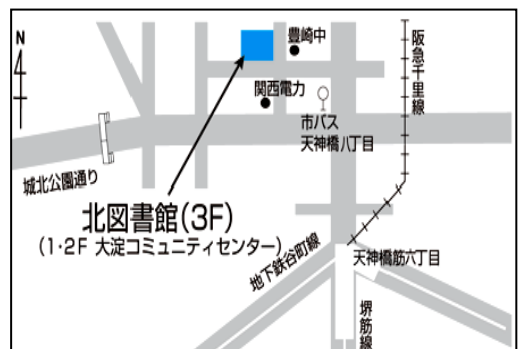 N
豊崎中
阪急千里線
関西電力
市バス
天神橋八丁目
城北公園通り
北図書館(3F)
(1・2F 大淀コミュニティセンター)
地下鉄谷町線
天神橋筋六丁目
堺筋線